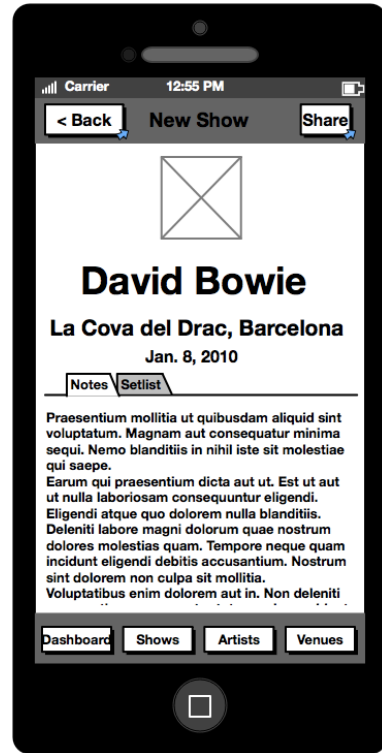 Carrier 12:55 PM
< Back New Show Share
David Bowie
La Cova del Drac, Barcelona
Jan. 8, 2010
Notes Setlist
Praesentium mollitia ut quibusdam aliquid sint
voluptatum. Magnam aut consequatur minima
sequi. Nemo blanditiis in nihil iste sit molestiae
qui saepe.
Earum qui praesentium dicta aut ut. Est ut aut
ut nulla laboriosam consequuntur eligendi.
Eligendi atque quo dolorem nulla blanditiis.
Deleniti labore magni dolorum quae nostrum
dolores molestias quam. Tempore neque quam
incidunt eligendi debitis accusantium. Nostrum
sint dolorem non culpa sit mollitia.
Voluptatibus enim dolorem aut in. Non deleniti
Dashboard Shows Artists Venues